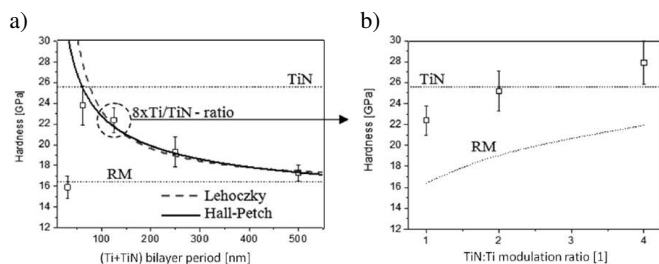 a)
b)
30
28
26
24
22
20
18
16
14
12
Hardness [GPa]
TiN
8xTi/TiN - ratio
RM
Lehoczky
Hall-Petch
100
200
300
400
500
(Ti+TiN) bilayer period [nm]
30
28
26
24
22
20
18
16
14
12
Hardness [GPa]
TiN
RM
1
2
3
4
TiN:Ti modulation ratio [1]